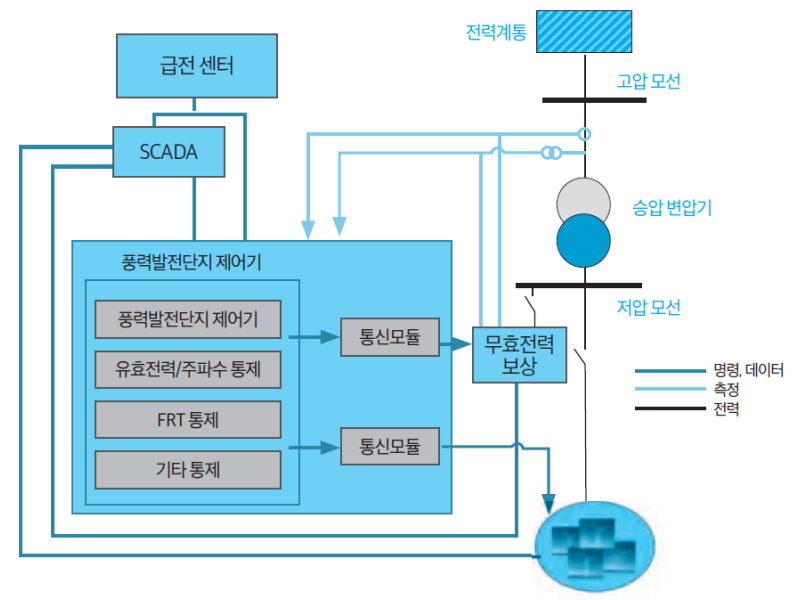 전력계통
급전 센터
고압 모선
SCADA
승압 변압기
풍력발전단지 제어기
저압 모선
풍력발전단지 제어기
통신모듈
무효전력
보상
유효전력/주파수 통제
명령, 데이터
측정
전력
FRT 통제
통신모듈
기타 통제